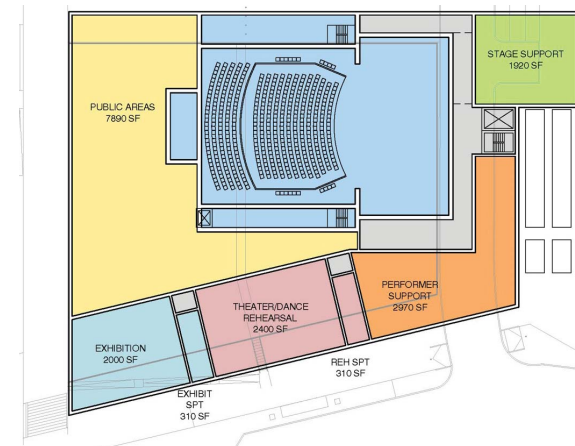 STAGE SUPPORT
1920 SF
PUBLIC AREAS
7890 SF
PERFORMER
SUPPORT
2970 SF
THEATER/DANCE
REHEARSAL
2400 SF
EXHIBITION
2000 SF
REH SPT
310 SF
EXHIBIT
SPT
310 SF